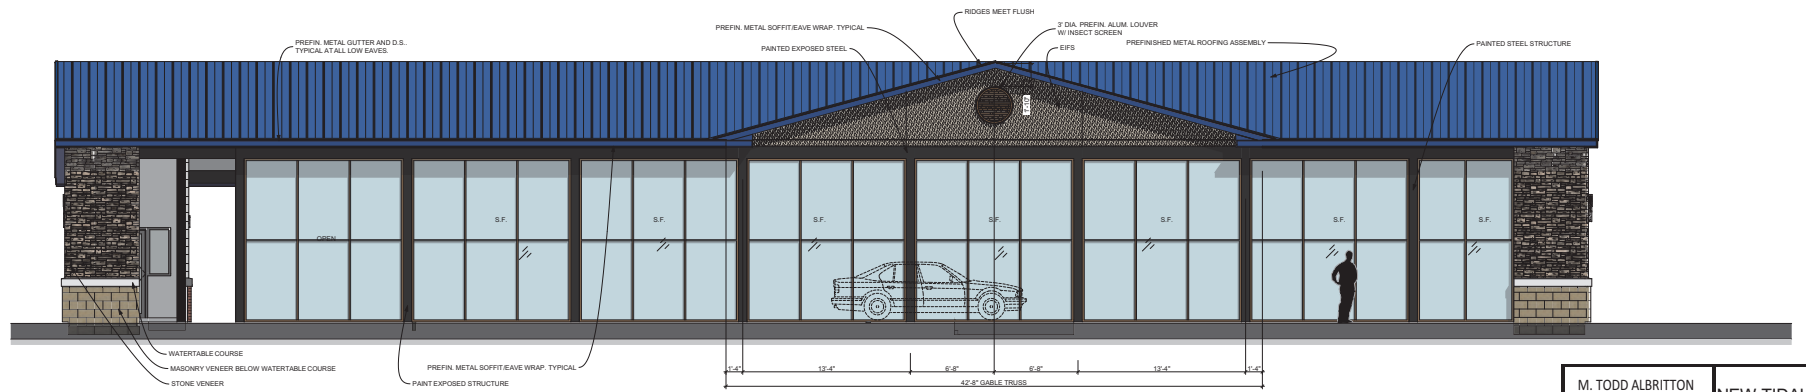 RIDGES MEET FLUSH
PREFIN. METAL SOFFIT/EAVE WRAP. TYPICAL
3' DIA. PREFIN. ALUM. LOUVER
W/ INSECT SCREEN
PREFIN. METAL GUTTER AND D.S..
TYPICAL AT ALL LOW EAVES.
PAINTED EXPOSED STEEL
EIFS
PREFINISHED METAL ROOFING ASSEMBLY
PAINTED STEEL STRUCTURE
S.F.
S.F.
S.F.
S.F.
S.F.
S.F.
S.F.
OPEN
WATERTABLE COURSE
MASONRY VENEER BELOW WATERTABLE COURSE
STONE VENEER
PREFIN. METAL SOFFIT/EAVE WRAP. TYPICAL
PAINT EXPOSED STRUCTURE
1'-4"
13'-4"
6'-8"
6'-8"
13'-4"
1'-4"
42'-8" GABLE TRUSS
M. TODD ALBRITTON
NEW TIDAL